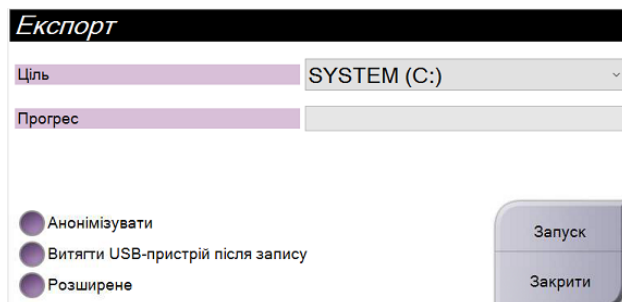 Експорт
Ціль
SYSTEM (C:)
Прогрес
Анонімізувати
Витягти USB-пристрій після запису
Розширене
Запуск
Закрити